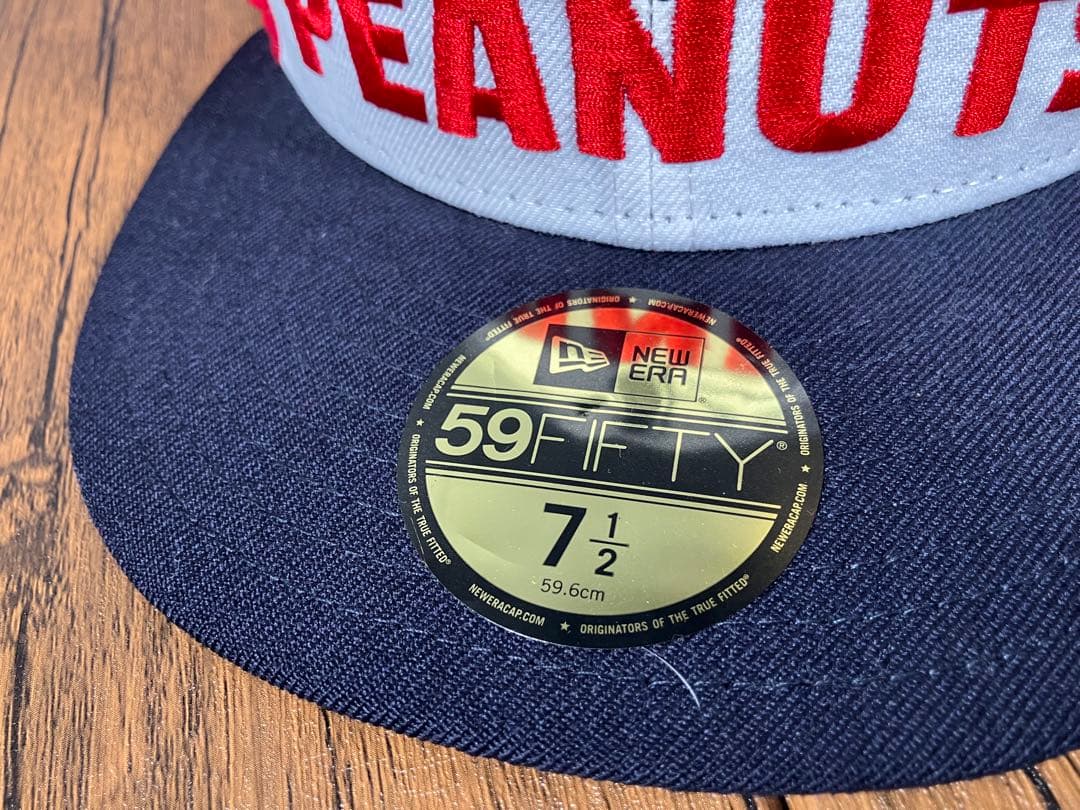 PEANUTS
NEW ERA®
59FIFTY®
7 1/2
59.6cm
NEWERACAP.COM ★ ORIGINATORS OF THE TRUE FITTED® NEWERACAP.COM ★ ORIGINATORS OF THE TRUE FITTED® NEWERACAP.COM ★ ORIGINATORS OF THE TRUE FITTED® NEWERACAP.COM ★ ORIGINATORS OF THE TRUE FITTED®